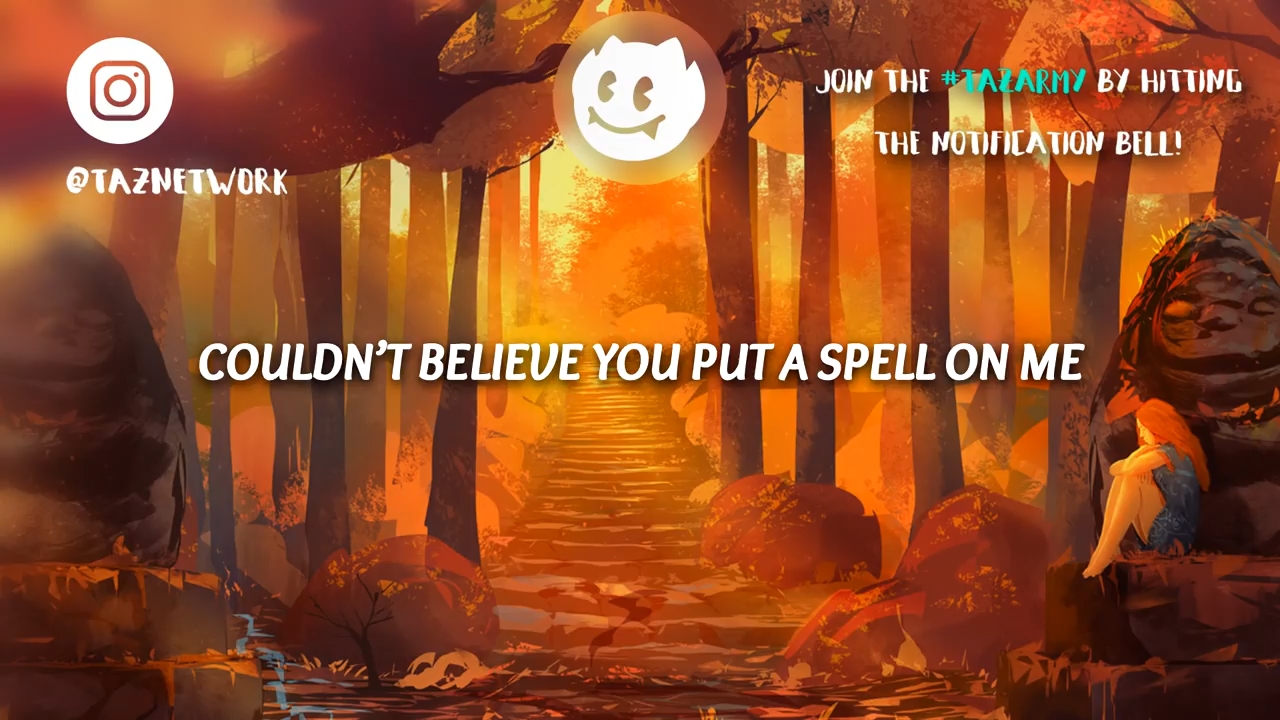 @TAZNETWORK
JOIN THE #TAZARMY BY HITTING
THE NOTIFICATION BELL!
COULDN'T BELIEVE YOU PUT A SPELL ON ME